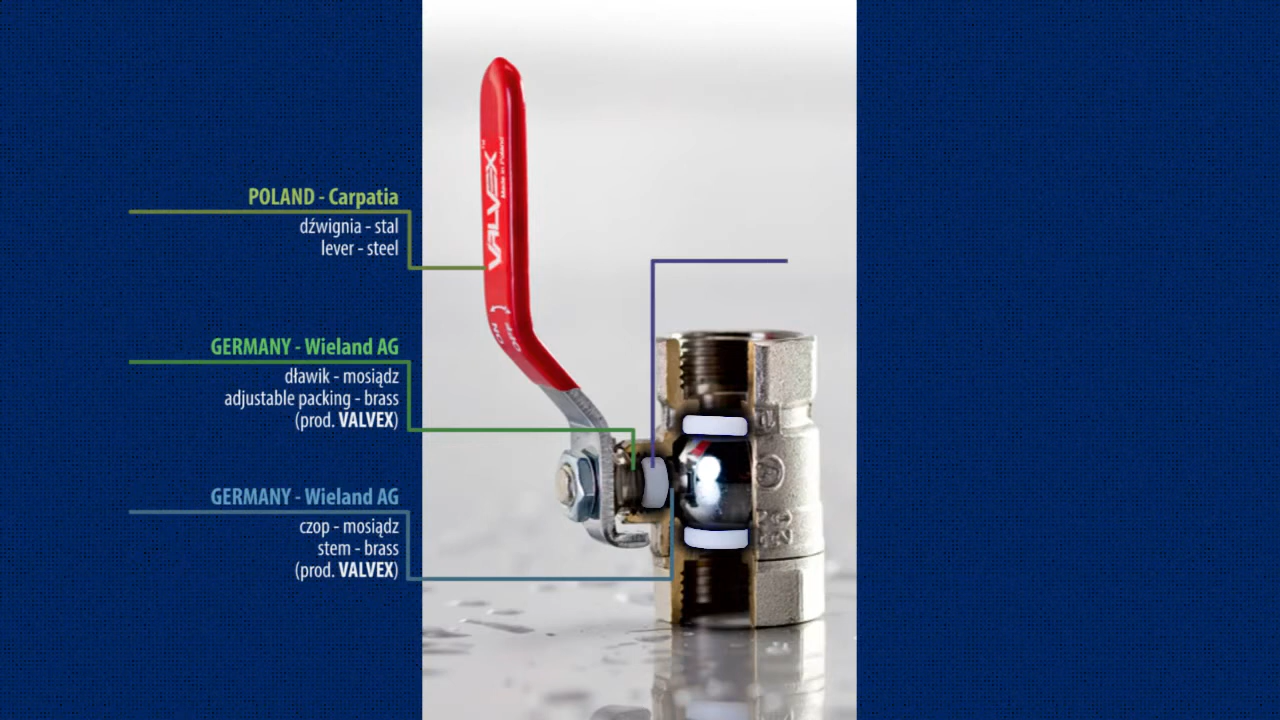 POLAND - Carpatia
dźwignia - stal
lever - steel
GERMANY - Wieland AG
dławik - mosiądz
adjustable packing - brass
(prod. VALVEX)
GERMANY - Wieland AG
czop - mosiądz
stem - brass
(prod. VALVEX)
VALVEX™
Made in Poland
OFF
ON